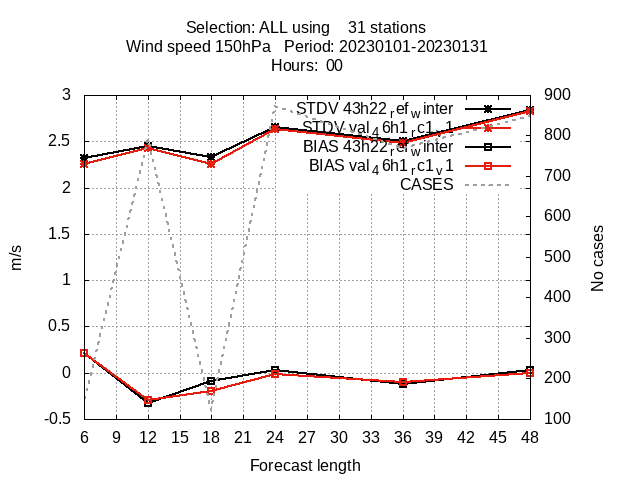 Selection: ALL using 31 stations
Wind speed 150hPa Period: 20230101-20230131
Hours: 00
STDV 43h22_ref_winter
STDV val_46h1_rc1_v1
BIAS 43h22_ref_winter
BIAS val_46h1_rc1_v1
CASES
3
2.5
2
1.5
1
0.5
0
-0.5
m/s
900
800
700
600
500
400
300
200
100
No cases
6 9 12 15 18 21 24 27 30 33 36 39 42 45 48
Forecast length